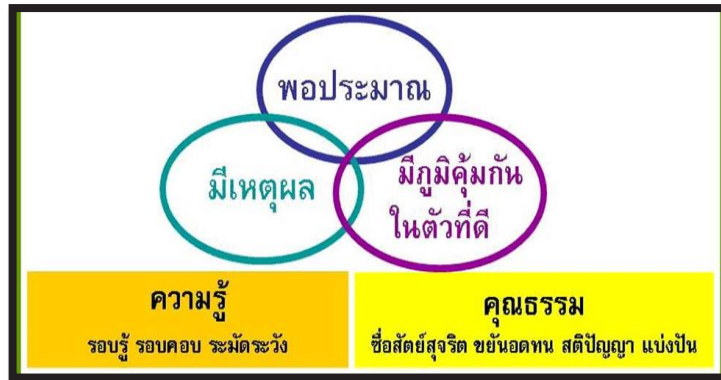 พอประมาณ
มีเหตุผล
มีภูมิคุ้มกัน
ในตัวที่ดี
ความรู้
รอบรู้ รอบคอบ ระมัดระวัง
คุณธรรม
ซื่อสัตย์สุจริต ขยันอดทน สติปัญญา แบ่งปัน